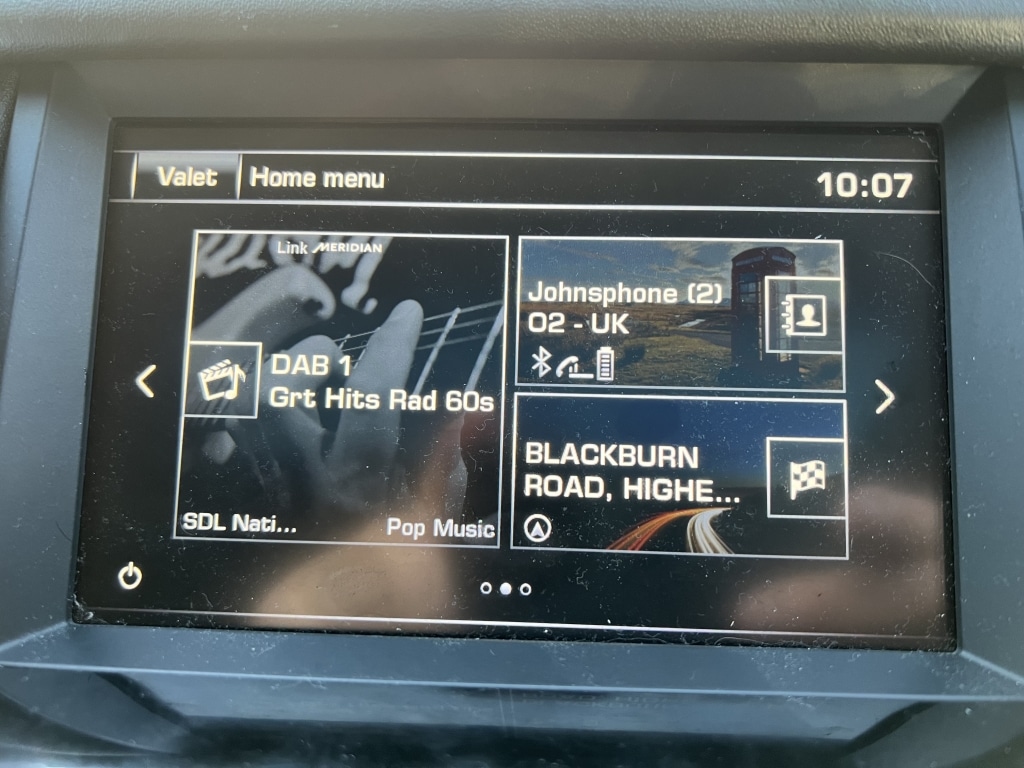 Valet
Home menu
10:07
Link MERIDIAN
DAB 1
Grt Hits Rad 60s
SDL Nati...
Pop Music
Johnsphone (2)
O2 - UK
BLACKBURN
ROAD, HIGHE...